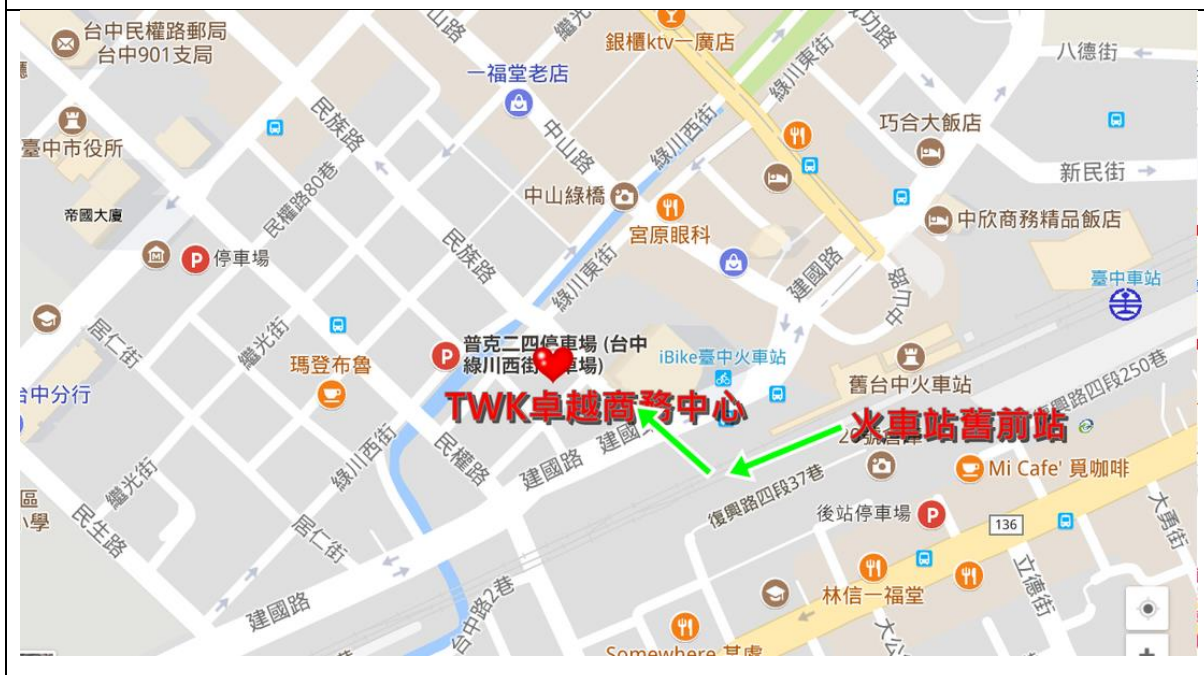 台中民權路郵局
台中901支局
銀櫃ktv一廣店
成功路
八德街
一福堂老店
綠川東街
民族路
中山路
綠川西街
巧合大飯店
臺中市役所
新民街
民權路80巷
中山綠橋
帝國大廈
宮原眼科
中欣商務精品飯店
停車場
民族路
綠川東街
建國路
臺中車站
中山路
繼光街
居仁街
瑪登布魯
普克二四停車場 (台中
綠川西街 車場)
iBike臺中火車站
舊台中火車站
復興路四段250巷
台中分行
TWK卓越商務中心
火車站舊前站
綠川西街
民權路
建國路
建國
Mi Cafe' 覓咖啡
繼光街
復興路四段37巷
後站停車場
136
大勇街
區
小學
民生路
居仁街
立德街
林信一福堂
建國路
台中路2巷
大公
Somewhere 某處